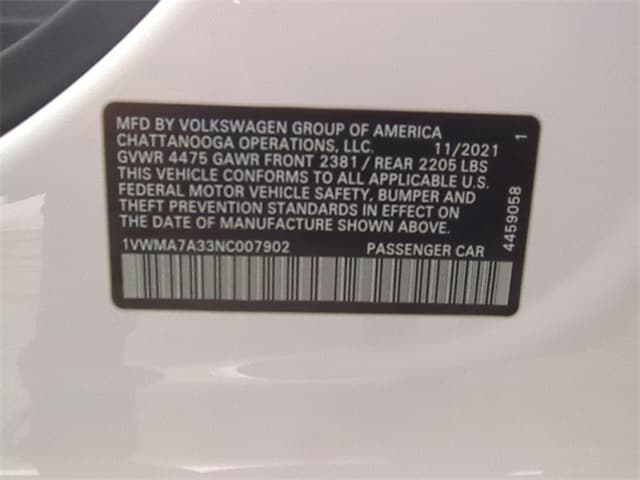 MFD BY VOLKSWAGEN GROUP OF AMERICA
CHATTANOOGA OPERATIONS, LLC. 11/2021
GVWR 4475 GAWR FRONT 2381 / REAR 2205 LBS
THIS VEHICLE CONFORMS TO ALL APPLICABLE U.S.
FEDERAL MOTOR VEHICLE SAFETY, BUMPER AND
THEFT PREVENTION STANDARDS IN EFFECT ON
THE DATE OF MANUFACTURE SHOWN ABOVE.
1VWMA7A33NC007902 PASSENGER CAR
4459058 1